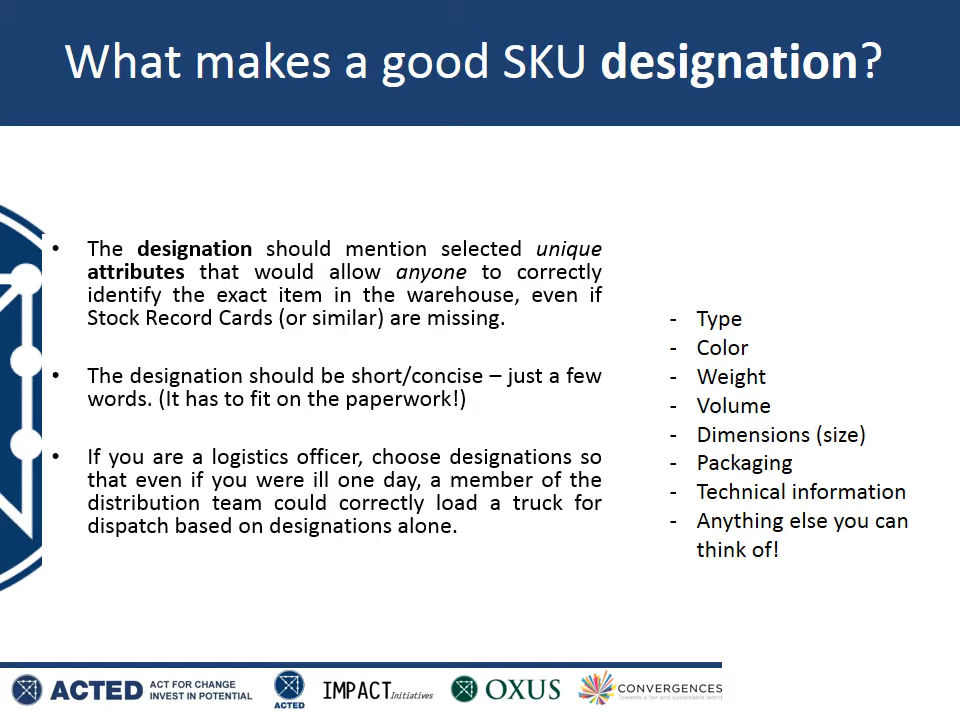 What makes a good SKU designation?
• The designation should mention selected unique
attributes that would allow anyone to correctly
identify the exact item in the warehouse, even if
Stock Record Cards (or similar) are missing.
• The designation should be short/concise – just a few
words. (It has to fit on the paperwork!)
• If you are a logistics officer, choose designations so
that even if you were ill one day, a member of the
distribution team could correctly load a truck for
dispatch based on designations alone.
- Type
- Color
- Weight
- Volume
- Dimensions (size)
- Packaging
- Technical information
- Anything else you can
think of!
ACTED
ACT FOR CHANGE
INVEST IN POTENTIAL
ACTED
IMPACT Initiatives
OXUS
CONVERGENCES
Towards a fair and sustainable world